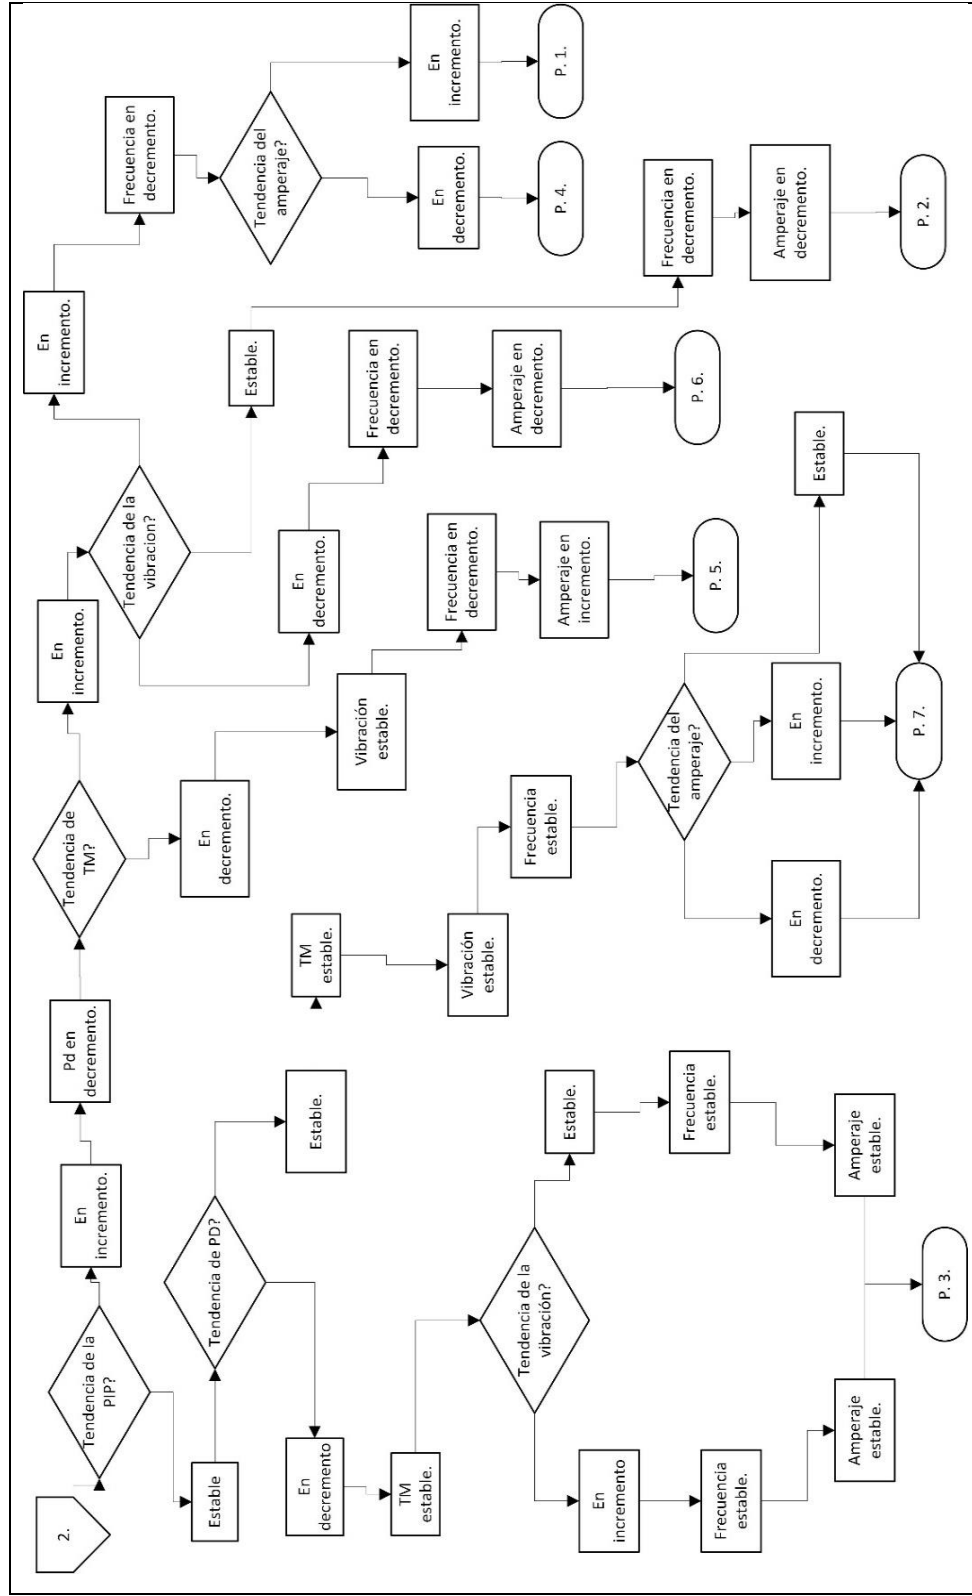 2.
Tendencia de la
PIP?
En
incremento.
Pd en
decremento.
Tendencia de
TM?
En
incremento.
Tendencia de la
vibracion?
En
incremento.
Frecuencia en
decremento.
Tendencia del
amperaje?
En
incremento.
P. 1.
En
decremento.
P. 4.
Estable.
Frecuencia en
decremento.
Amperaje en
decremento.
P. 2.
En
decremento.
Frecuencia en
decremento.
Amperaje en
decremento.
P. 6.
En
decremento.
Vibración
estable.
Frecuencia en
decremento.
Amperaje en
incremento.
P. 5.
Estable
Tendencia de PD?
Estable.
TM
estable.
Vibración
estable.
Frecuencia
estable.
Tendencia del
amperaje?
Estable.
En
incremento.
En
decremento.
P. 7.
En
decremento
TM
estable.
Tendencia de la
vibración?
Estable.
Frecuencia
estable.
Amperaje
estable.
En
incremento
Frecuencia
estable.
Amperaje
estable.
P. 3.